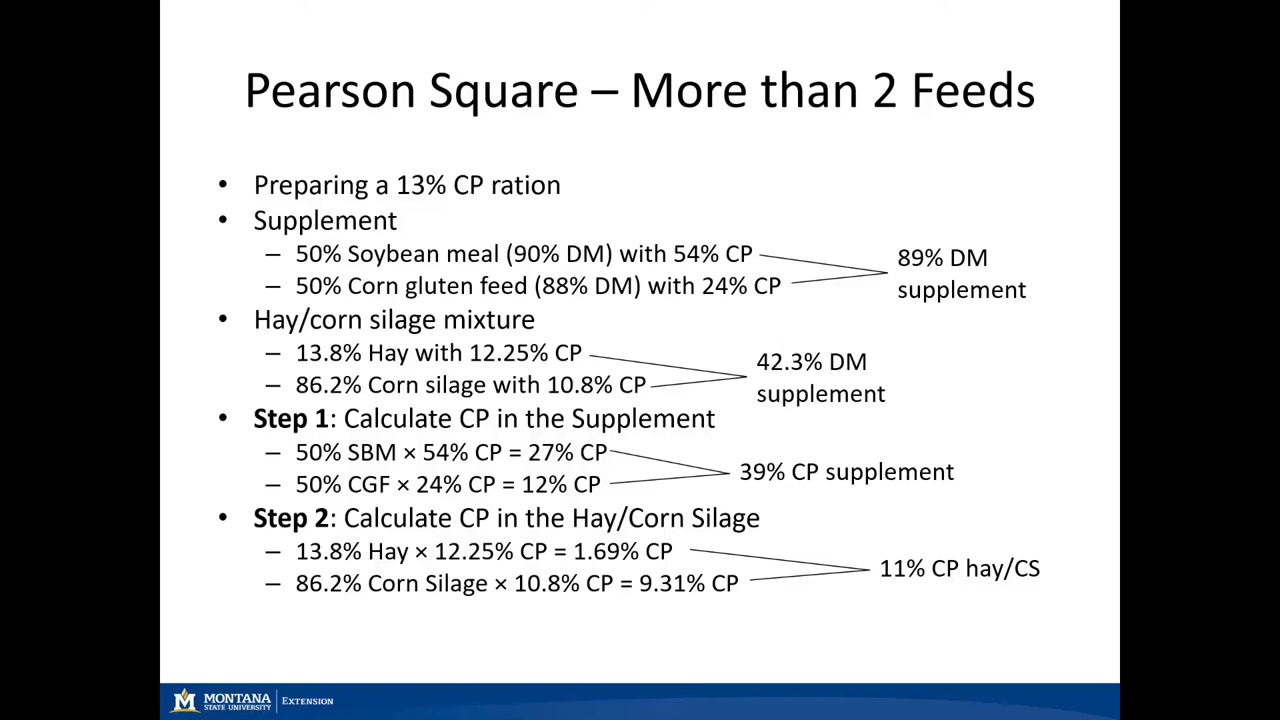 Pearson Square – More than 2 Feeds
• Preparing a 13% CP ration
• Supplement
– 50% Soybean meal (90% DM) with 54% CP
– 50% Corn gluten feed (88% DM) with 24% CP
89% DM
supplement
• Hay/corn silage mixture
– 13.8% Hay with 12.25% CP
– 86.2% Corn silage with 10.8% CP
42.3% DM
supplement
• Step 1: Calculate CP in the Supplement
– 50% SBM × 54% CP = 27% CP
– 50% CGF × 24% CP = 12% CP
39% CP supplement
• Step 2: Calculate CP in the Hay/Corn Silage
– 13.8% Hay × 12.25% CP = 1.69% CP
– 86.2% Corn Silage × 10.8% CP = 9.31% CP
11% CP hay/CS
M MONTANA
STATE UNIVERSITY
EXTENSION